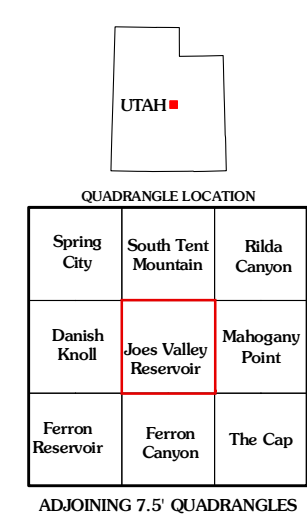 UTAH
QUADRANGLE LOCATION
Spring
City
South Tent
Mountain
Rilda
Canyon
Danish
Knoll
Joes Valley
Reservoir
Mahogany
Point
Ferron
Reservoir
Ferron
Canyon
The Cap
ADJOINING 7.5' QUADRANGLES